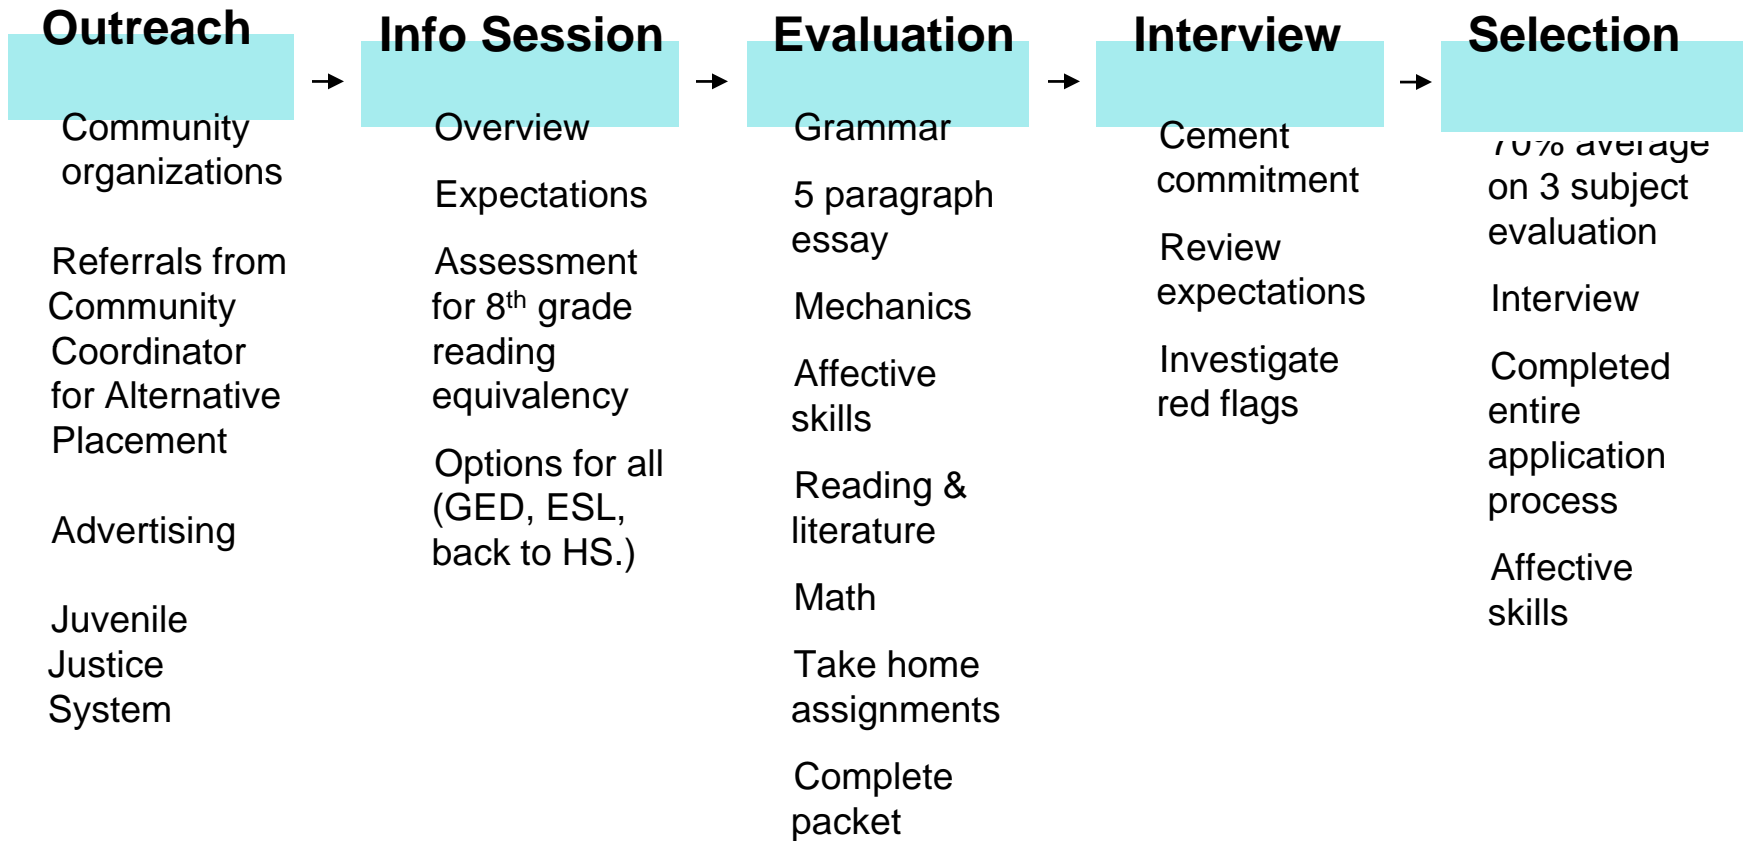 Outreach
Community
organizations
Referrals from
Community
Coordinator
for Alternative
Placement
Advertising
Juvenile
Justice
System
Info Session
Overview
Expectations
Assessment
for 8th grade
reading
equivalency
Options for all
(GED, ESL,
back to HS.)
Evaluation
Grammar
5 paragraph
essay
Mechanics
Affective
skills
Reading &
literature
Math
Take home
assignments
Complete
packet
Interview
Cement
commitment
Review
expectations
Investigate
red flags
Selection
70% average
on 3 subject
evaluation
Interview
Completed
entire
application
process
Affective
skills